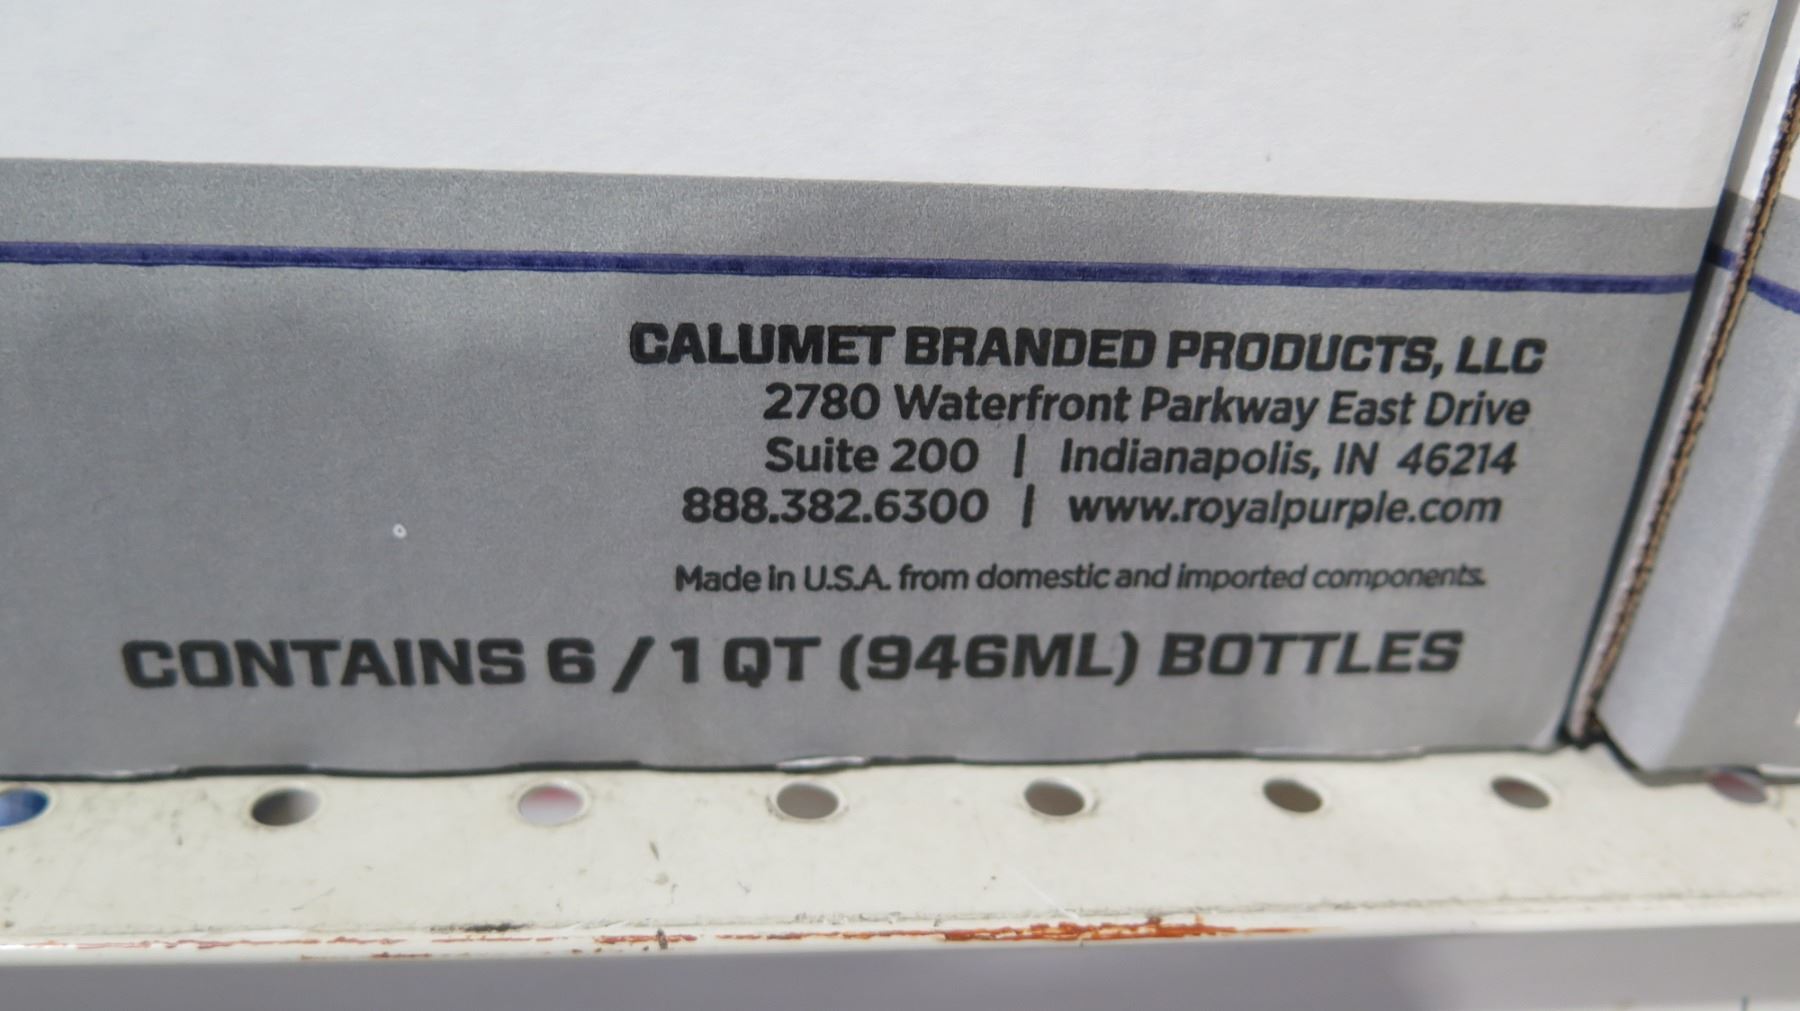 CALUMET BRANDED PRODUCTS, LLC
2780 Waterfront Parkway East Drive
Suite 200 | Indianapolis, IN 46214
888.382.6300 | www.royalpurple.com
Made in U.S.A. from domestic and imported components.
CONTAINS 6 / 1 QT (946ML) BOTTLES